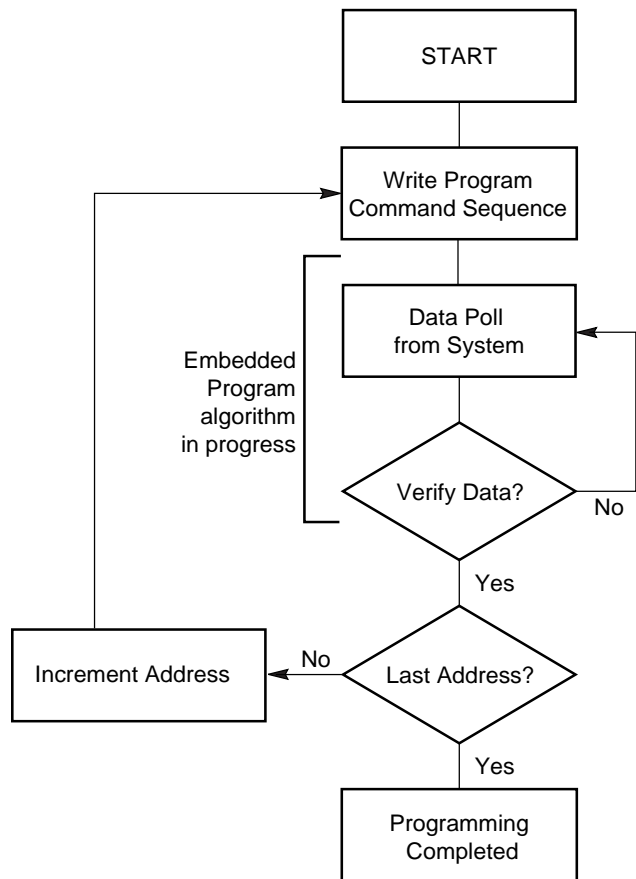 START
Write Program
Command Sequence
Data Poll
from System
Embedded
Program
algorithm
in progress
Verify Data?
No
Yes
Increment Address
No
Last Address?
Yes
Programming
Completed